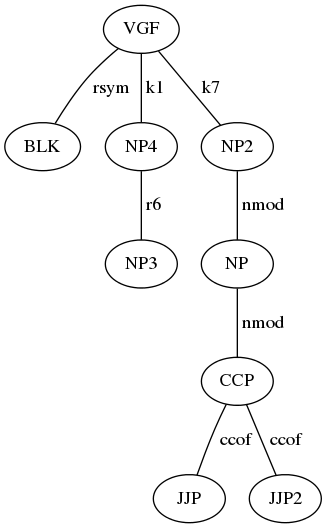 VGF
rsym k1 k7
BLK NP4 NP2
r6 nmod
NP3 NP
nmod
CCP
ccof ccof
JJP JJP2